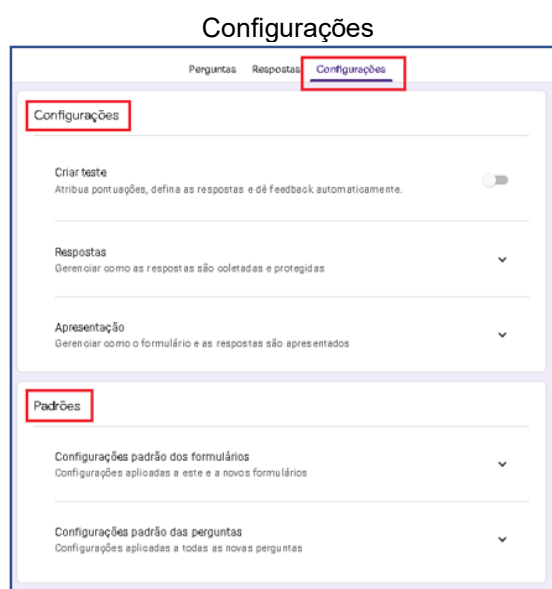 Configurações
Perguntas Respostas Configurações
Configurações
Criar teste
Atribua pontuações, defina as respostas e dê feedback automaticamente.
Respostas
Gerenciar como as respostas são coletadas e protegidas
Apresentação
Gerenciar como o formulário e as respostas são apresentados
Padrões
Configurações padrão dos formulários
Configurações aplicadas a este e a novos formulários
Configurações padrão das perguntas
Configurações aplicadas a todas as novas perguntas